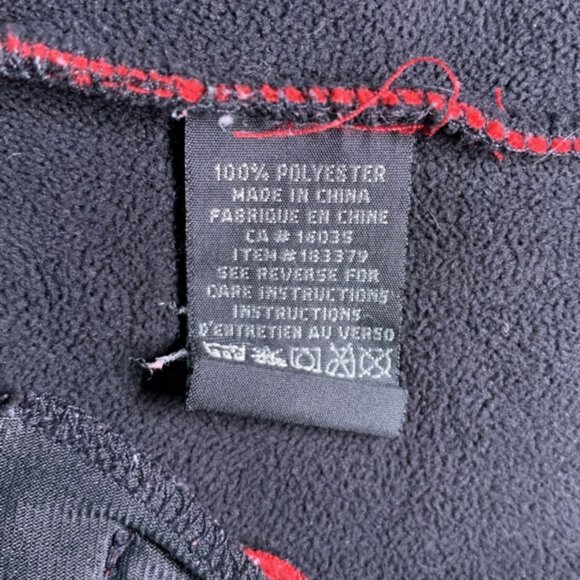 100% POLYESTER
MADE IN CHINA
FABRIQUE EN CHINE
CA # 16035
ITEM # 183379
SEE REVERSE FOR
CARE INSTRUCTIONS
INSTRUCTIONS
D'ENTRETIEN AU VERSO